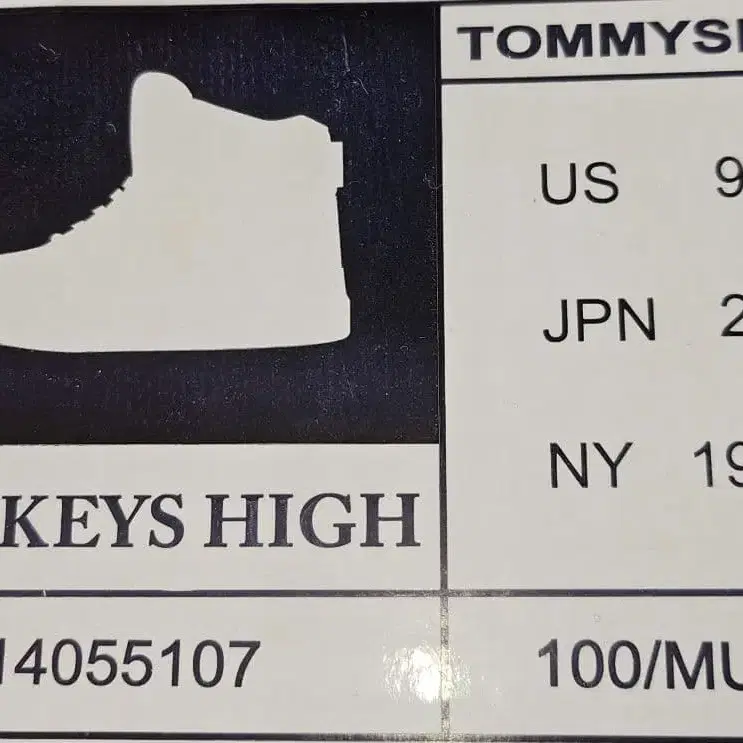 TOMMYS
US 9
JPN 2
NY 19
KEYS HIGH
14055107
100/MU